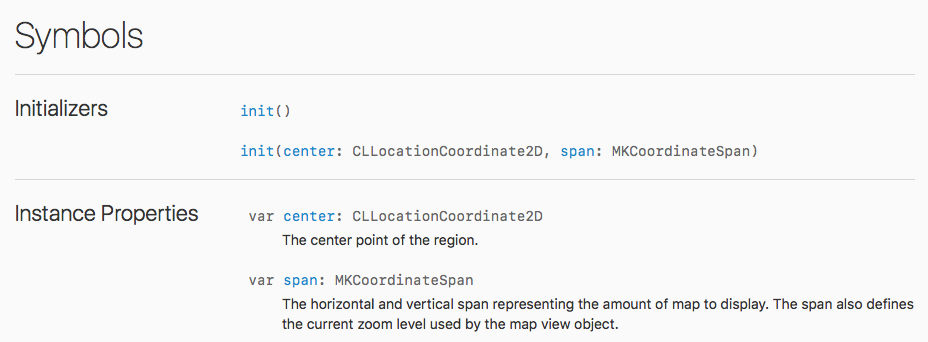 Symbols
Initializers
init()
init(center: CLLocationCoordinate2D, span: MKCoordinateSpan)
Instance Properties
var center: CLLocationCoordinate2D
The center point of the region.
var span: MKCoordinateSpan
The horizontal and vertical span representing the amount of map to display. The span also defines
the current zoom level used by the map view object.